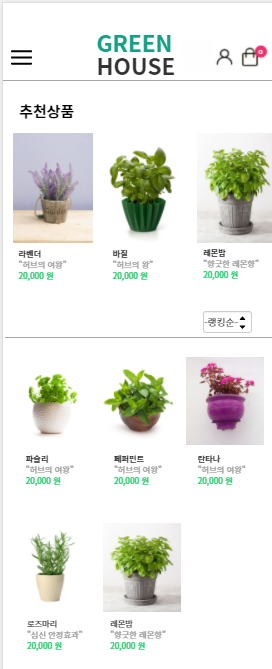 GREEN
HOUSE
0
추천상품
라벤더
"허브의 여왕"
20,000 원
바질
"허브의 왕"
20,000 원
레몬밤
"향긋한 레몬향"
20,000 원
-랭킹순-
파슬리
"허브의 여왕"
20,000 원
페퍼민트
"허브의 여왕"
20,000 원
란타나
"허브의 여왕"
20,000 원
로즈마리
"심신 안정효과"
20,000 원
레몬밤
"향긋한 레몬향"
20,000 원